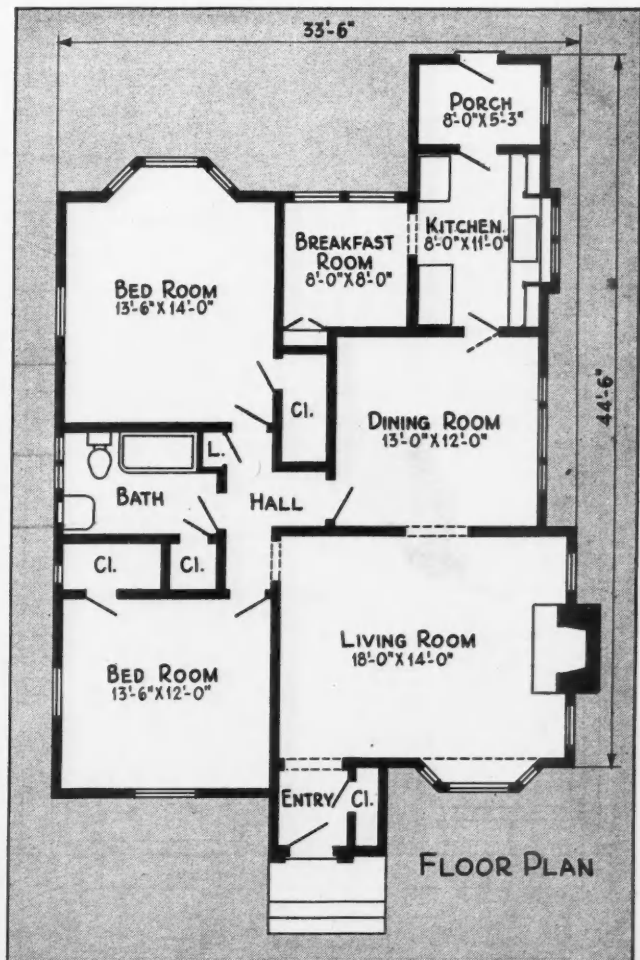 33'-6"
PORCH
8'-0"X5'-3"
KITCHEN
8'-0"X11'-0"
BREAKFAST
ROOM
8'-0"X8'-0"
BED ROOM
13'-6"X14'-0"
44'-6"
Cl.
DINING ROOM
13'-0"X12'-0"
L.
BATH
HALL
Cl.
Cl.
LIVING ROOM
18'-0"X14'-0"
BED ROOM
13'-6"X12'-0"
ENTRY
Cl.
FLOOR PLAN